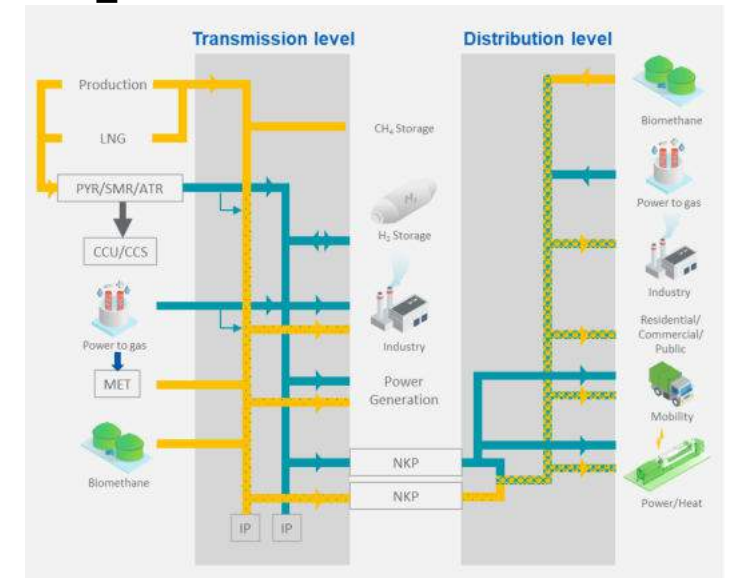 Transmission level
Distribution level
Production
LNG
PYR/SMR/ATR
CCU/CCS
Power to gas
MET
Biomethane
CH₄ Storage
H₂
H₂ Storage
Industry
Power
Generation
NKP
NKP
IP
IP
Biomethane
Power to gas
Industry
Residential/
Commercial/
Public
Mobility
Power/Heat